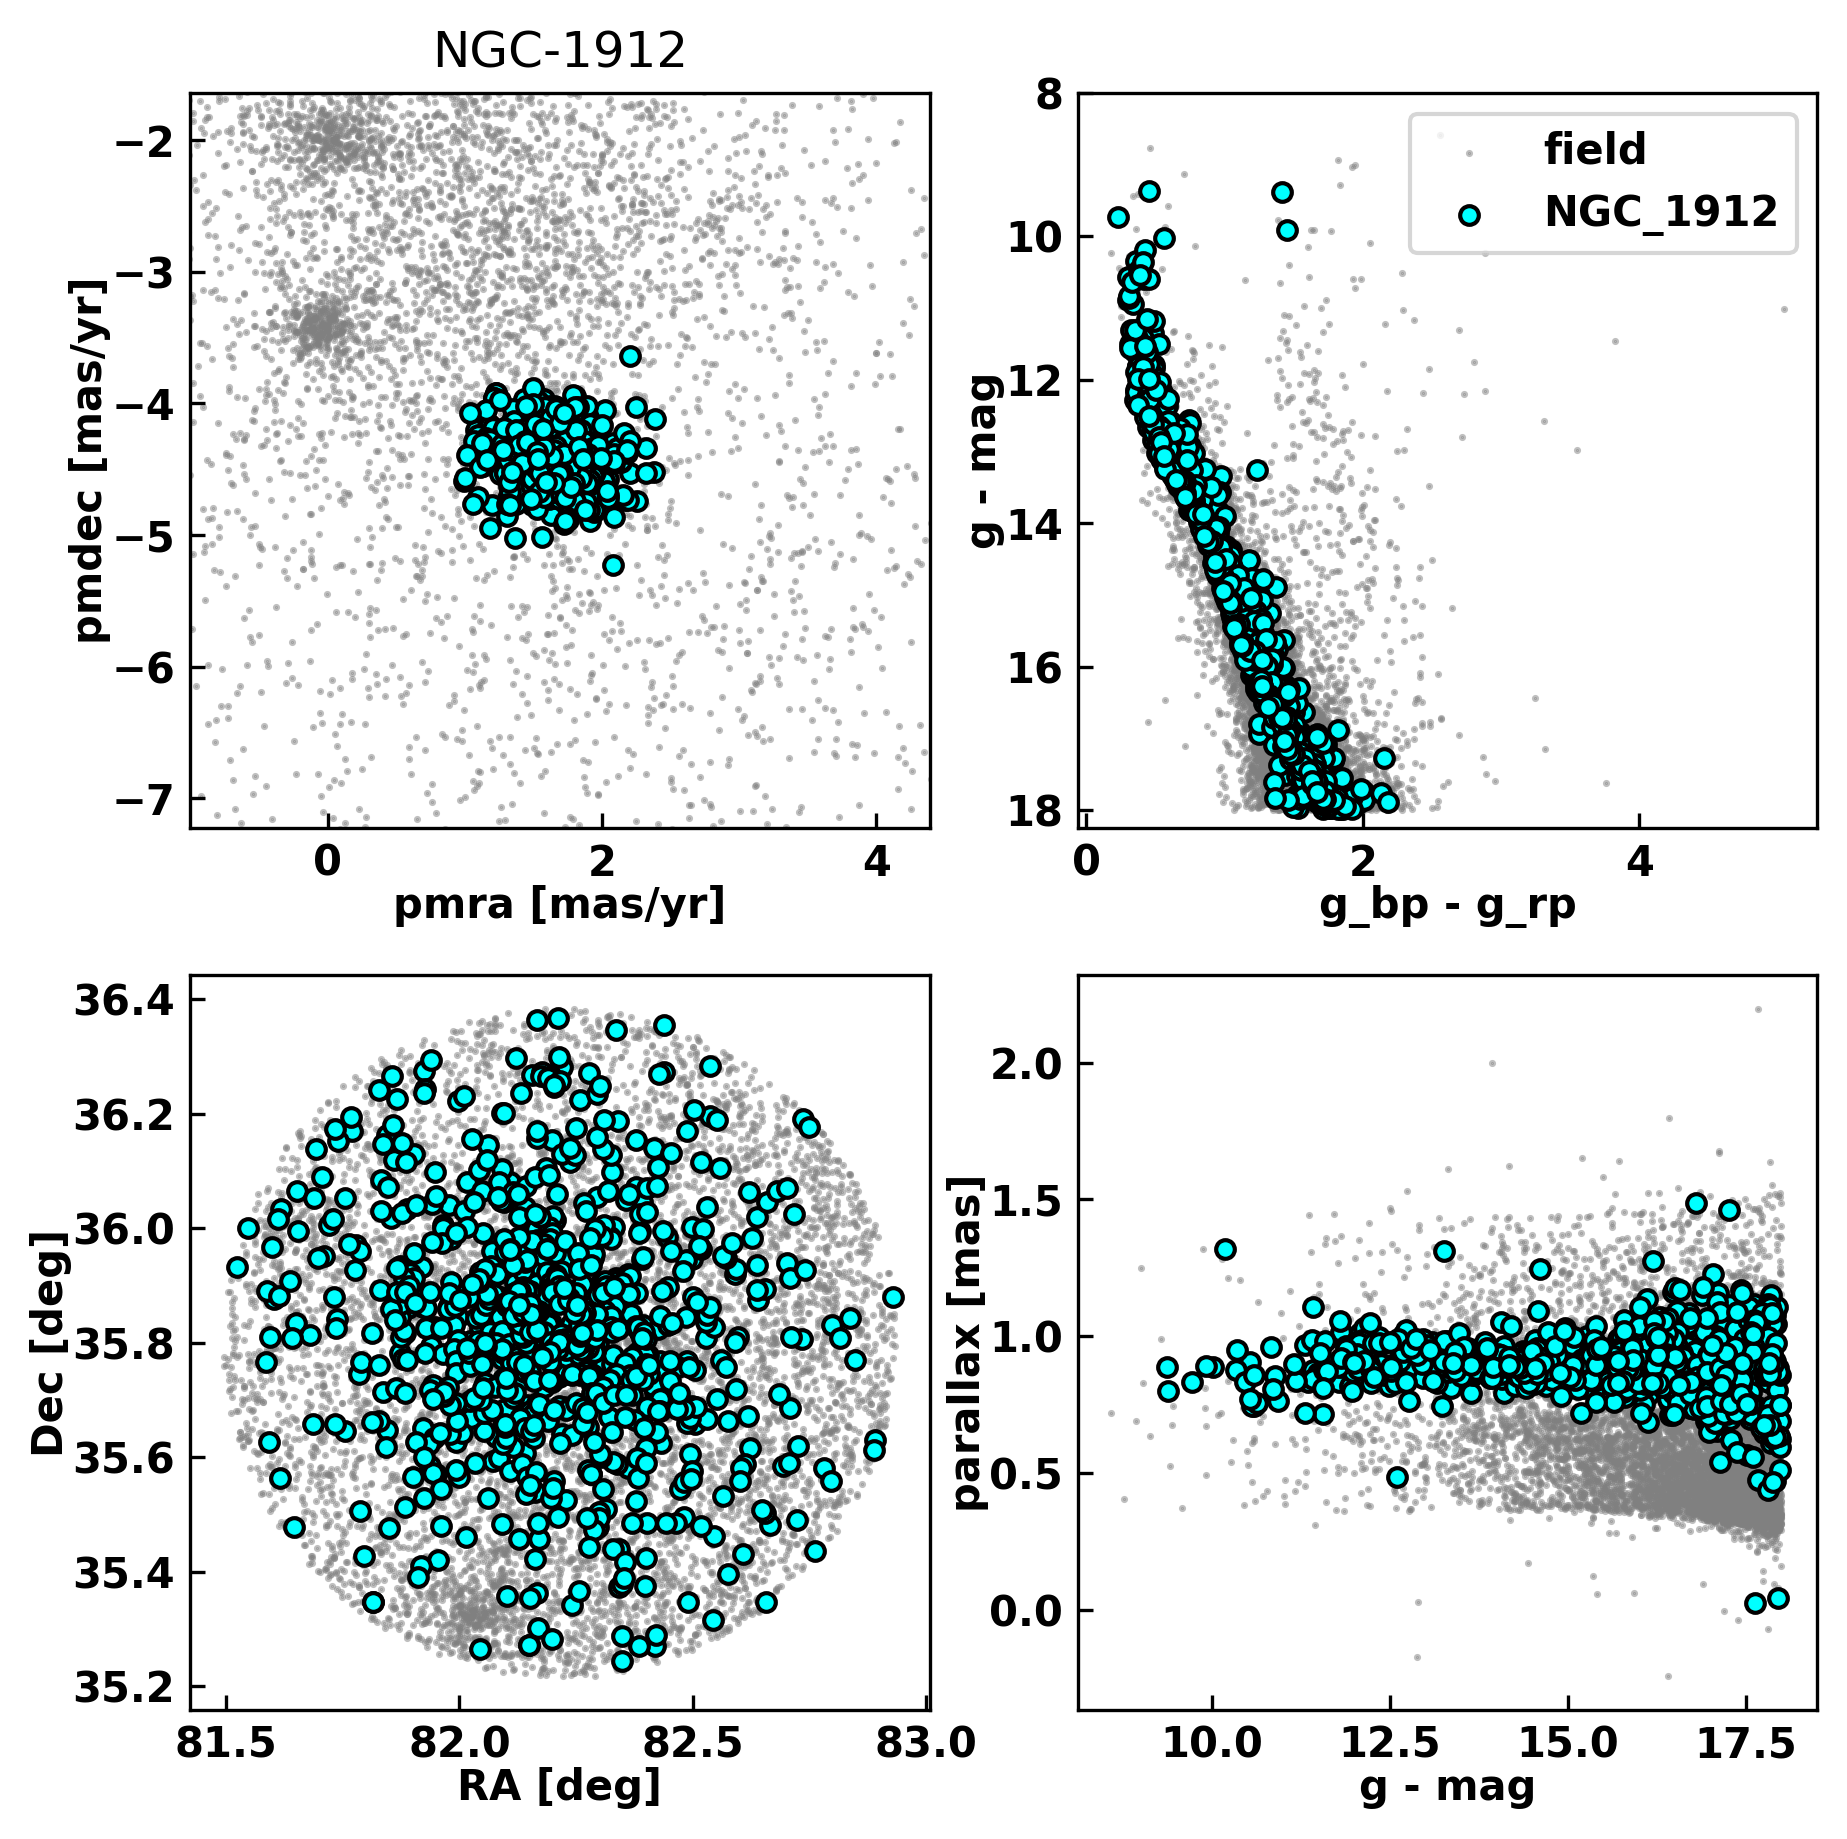 NGC-1912
−2
−3
−4
−5
−6
−7
pmdec [mas/yr]
0 2 4
pmra [mas/yr]
8
10
12
14
16
18
g - mag
field
NGC_1912
0 2 4
g_bp - g_rp
36.4
36.2
36.0
35.8
35.6
35.4
35.2
Dec [deg]
81.5 82.0 82.5 83.0
RA [deg]
2.0
1.5
1.0
0.5
0.0
parallax [mas]
10.0 12.5 15.0 17.5
g - mag